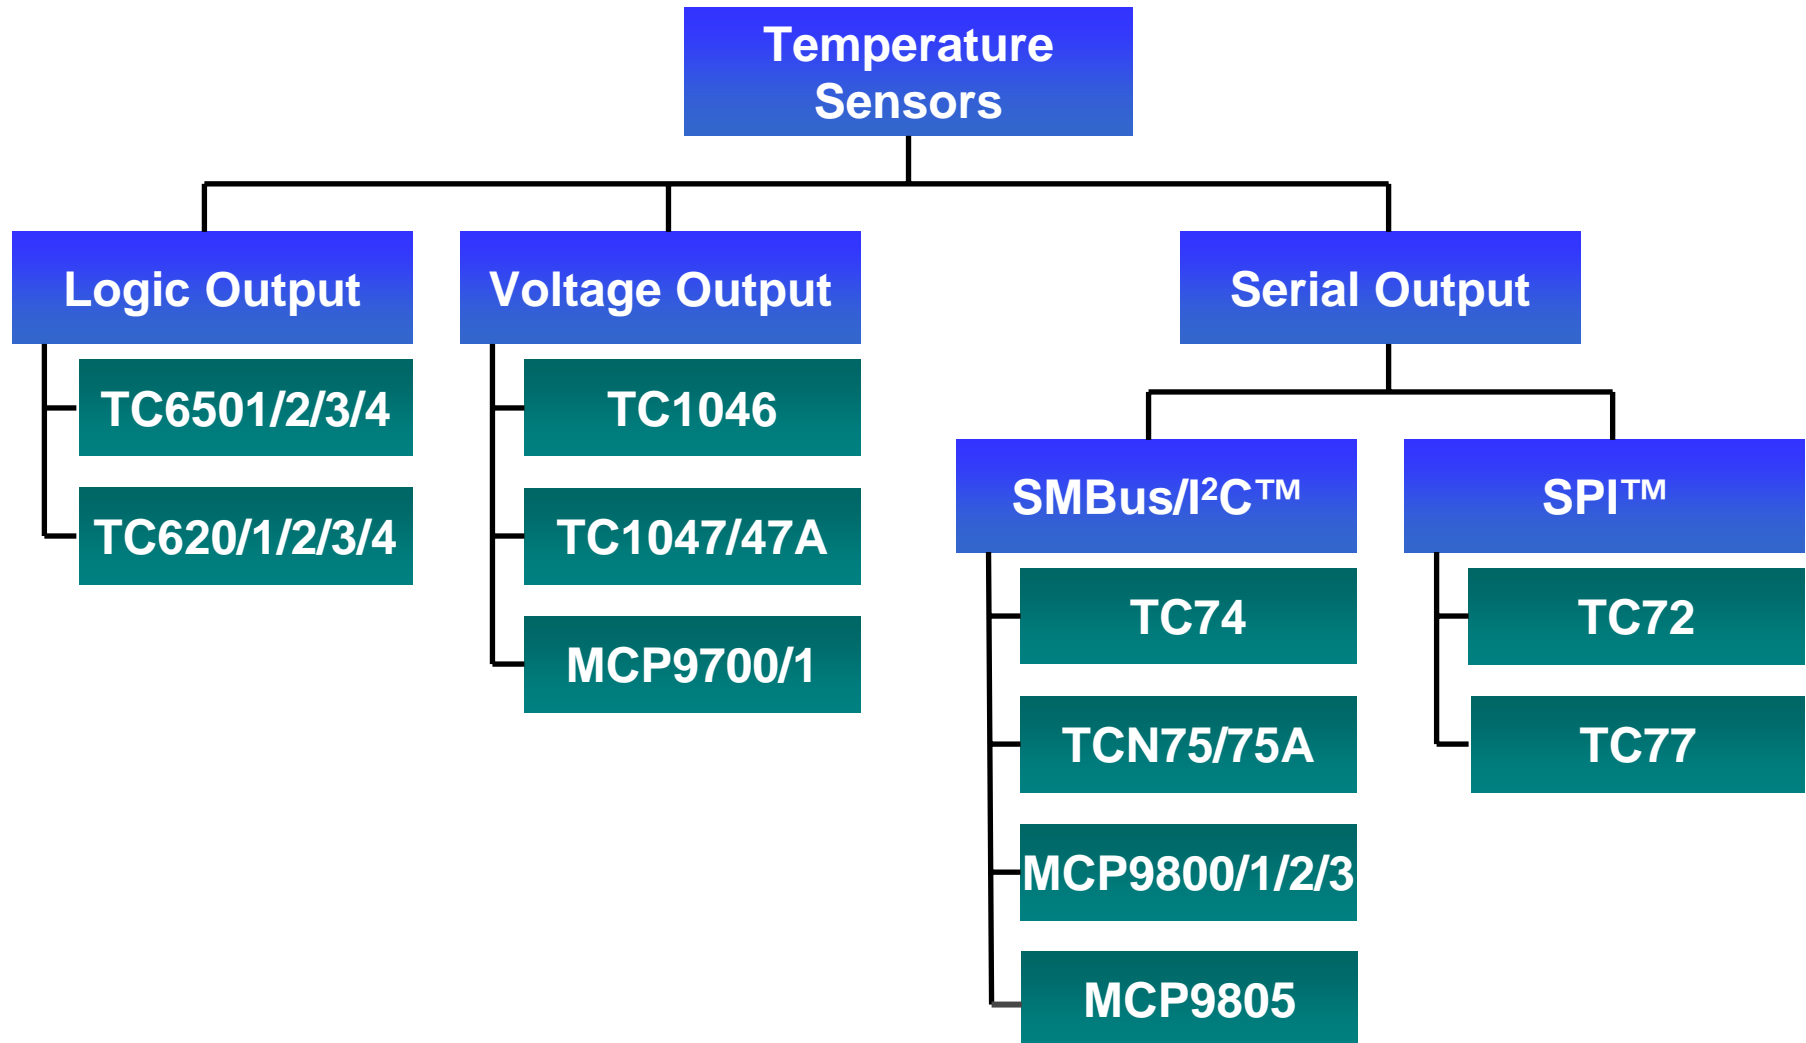 Temperature
Sensors
Logic Output
TC6501/2/3/4
TC620/1/2/3/4
Voltage Output
TC1046
TC1047/47A
MCP9700/1
Serial Output
SMBus/I²C™
TC74
TCN75/75A
MCP9800/1/2/3
MCP9805
SPI™
TC72
TC77